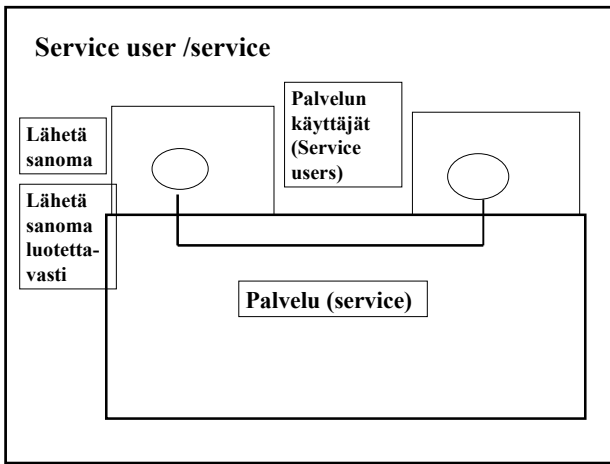 Service user /service
Lähetä
sanoma
Lähetä
sanoma
luotetta-
vasti
Palvelun
käyttäjät
(Service
users)
Palvelu (service)